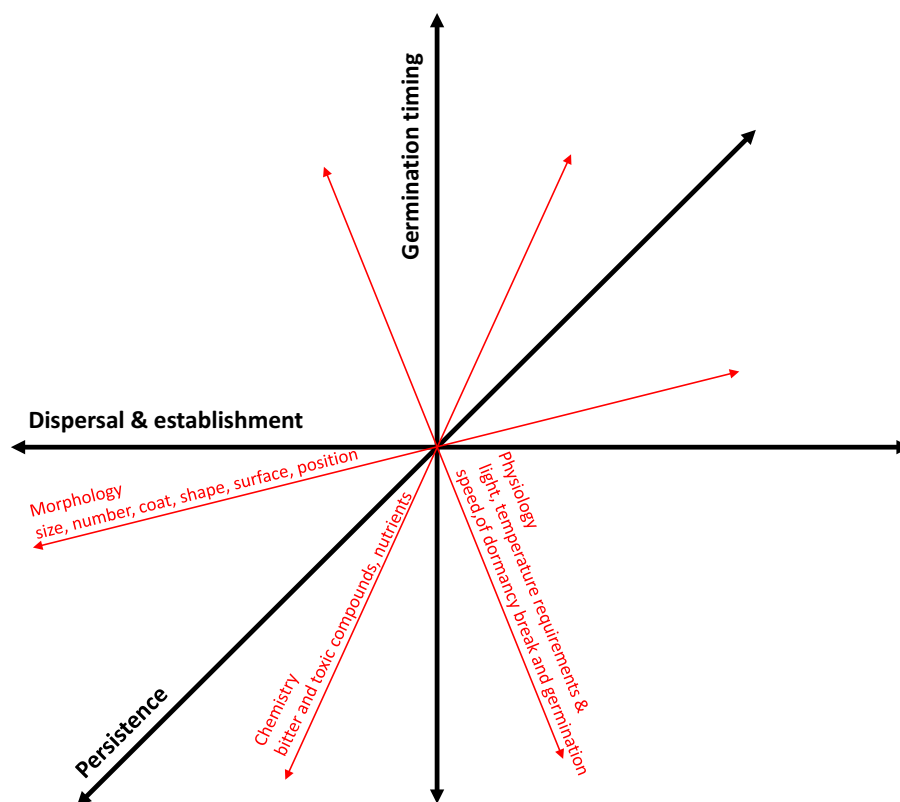 Germination timing
Dispersal & establishment
Morphology
size, number, coat, shape, surface, position
Physiology
light, temperature requirements &
speed,of dormancy break and germination
Chemistry
bitter and toxic compounds, nutrients
Persistence